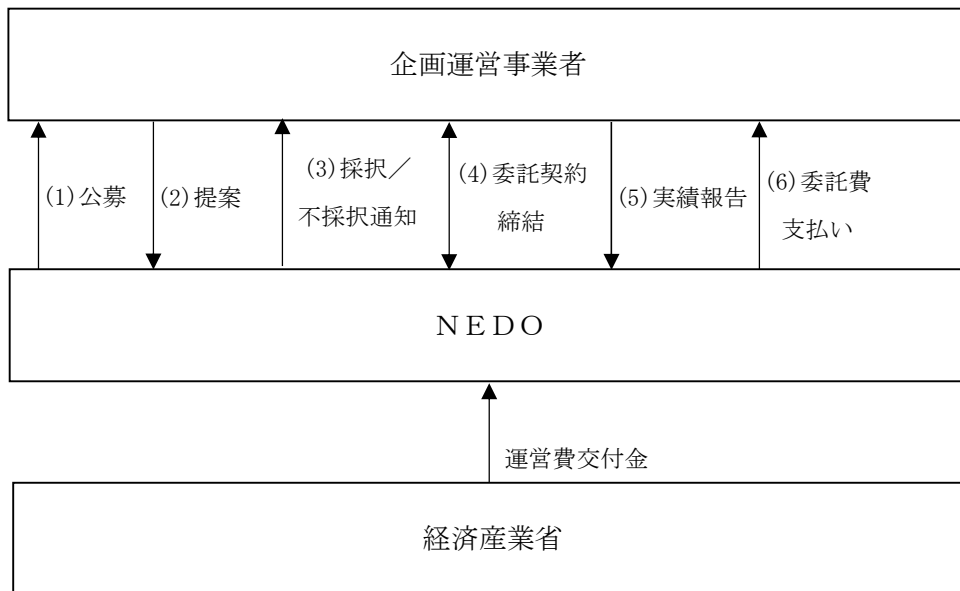 企画運営事業者
(1)公募
(2)提案
(3)採択／
不採択通知
(4)委託契約
締結
(5)実績報告
(6)委託費
支払い
ＮＥＤＯ
運営費交付金
経済産業省